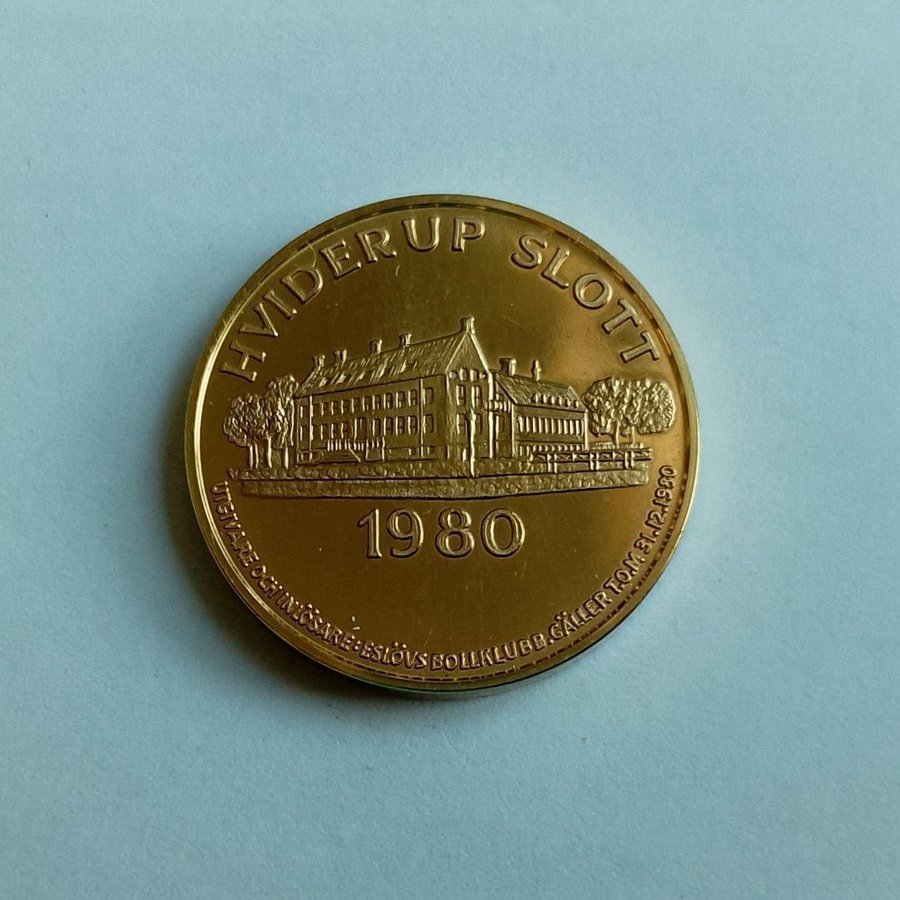 HVIDERUP SLOTT
1980
UTGIVARE OCH INLÖSARE: ESLÖVS BOLLKLUBB. GÄLLER T.O.M 31.12.1980